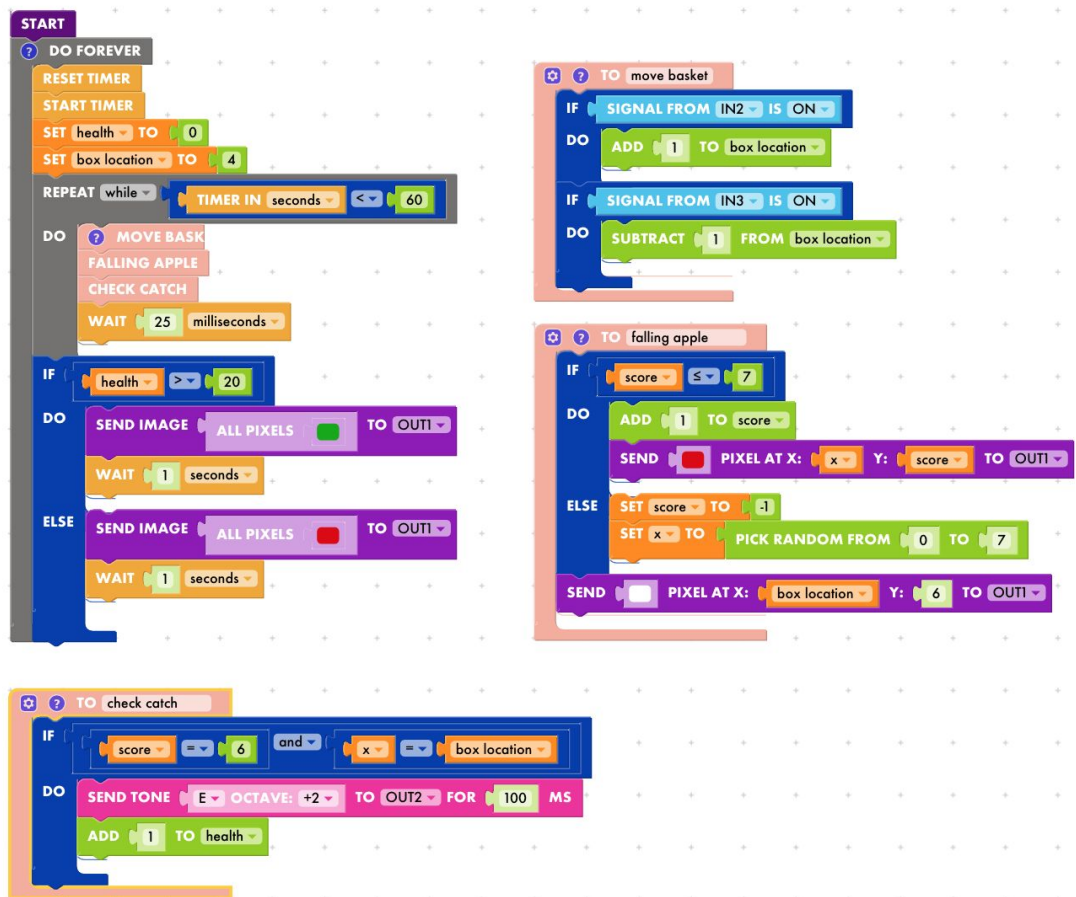 START
DO FOREVER
RESET TIMER
START TIMER
SET health TO 0
SET box location TO 4
REPEAT while TIMER IN seconds < 60
DO MOVE BASK
FALLING APPLE
CHECK CATCH
WAIT 25 milliseconds
IF health > 20
DO SEND IMAGE ALL PIXELS TO OUT1
WAIT 1 seconds
ELSE SEND IMAGE ALL PIXELS TO OUT1
WAIT 1 seconds
TO move basket
IF SIGNAL FROM IN2 IS ON
DO ADD 1 TO box location
IF SIGNAL FROM IN3 IS ON
DO SUBTRACT 1 FROM box location
TO falling apple
IF score ≤ 7
DO ADD 1 TO score
SEND PIXEL AT X: x Y: score TO OUT1
ELSE SET score TO -1
SET x TO PICK RANDOM FROM 0 TO 7
SEND PIXEL AT X: box location Y: 6 TO OUT1
TO check catch
IF score = 6 and x = box location
DO SEND TONE E OCTAVE: +2 TO OUT2 FOR 100 MS
ADD 1 TO health